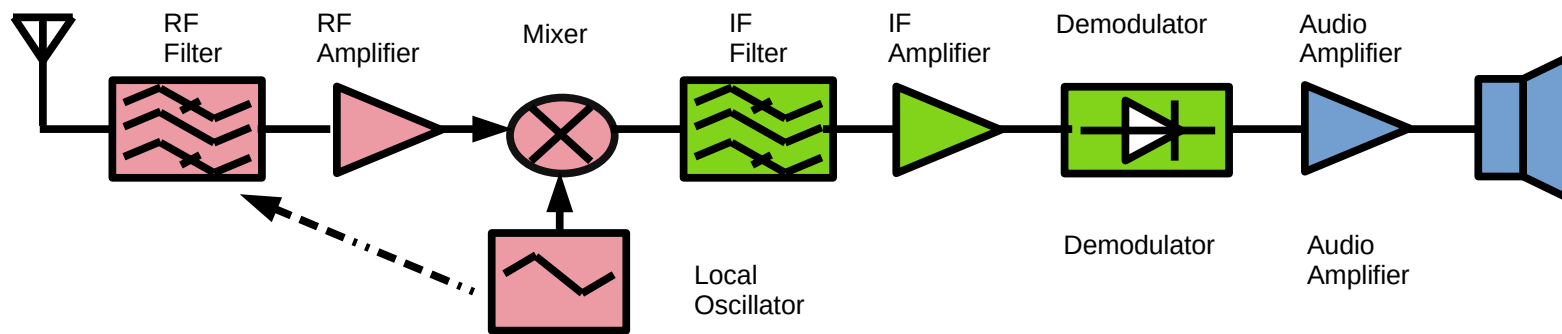 RF
Filter
RF
Amplifier
Mixer
IF
Filter
IF
Amplifier
Demodulator
Audio
Amplifier
Local
Oscillator
Demodulator
Audio
Amplifier